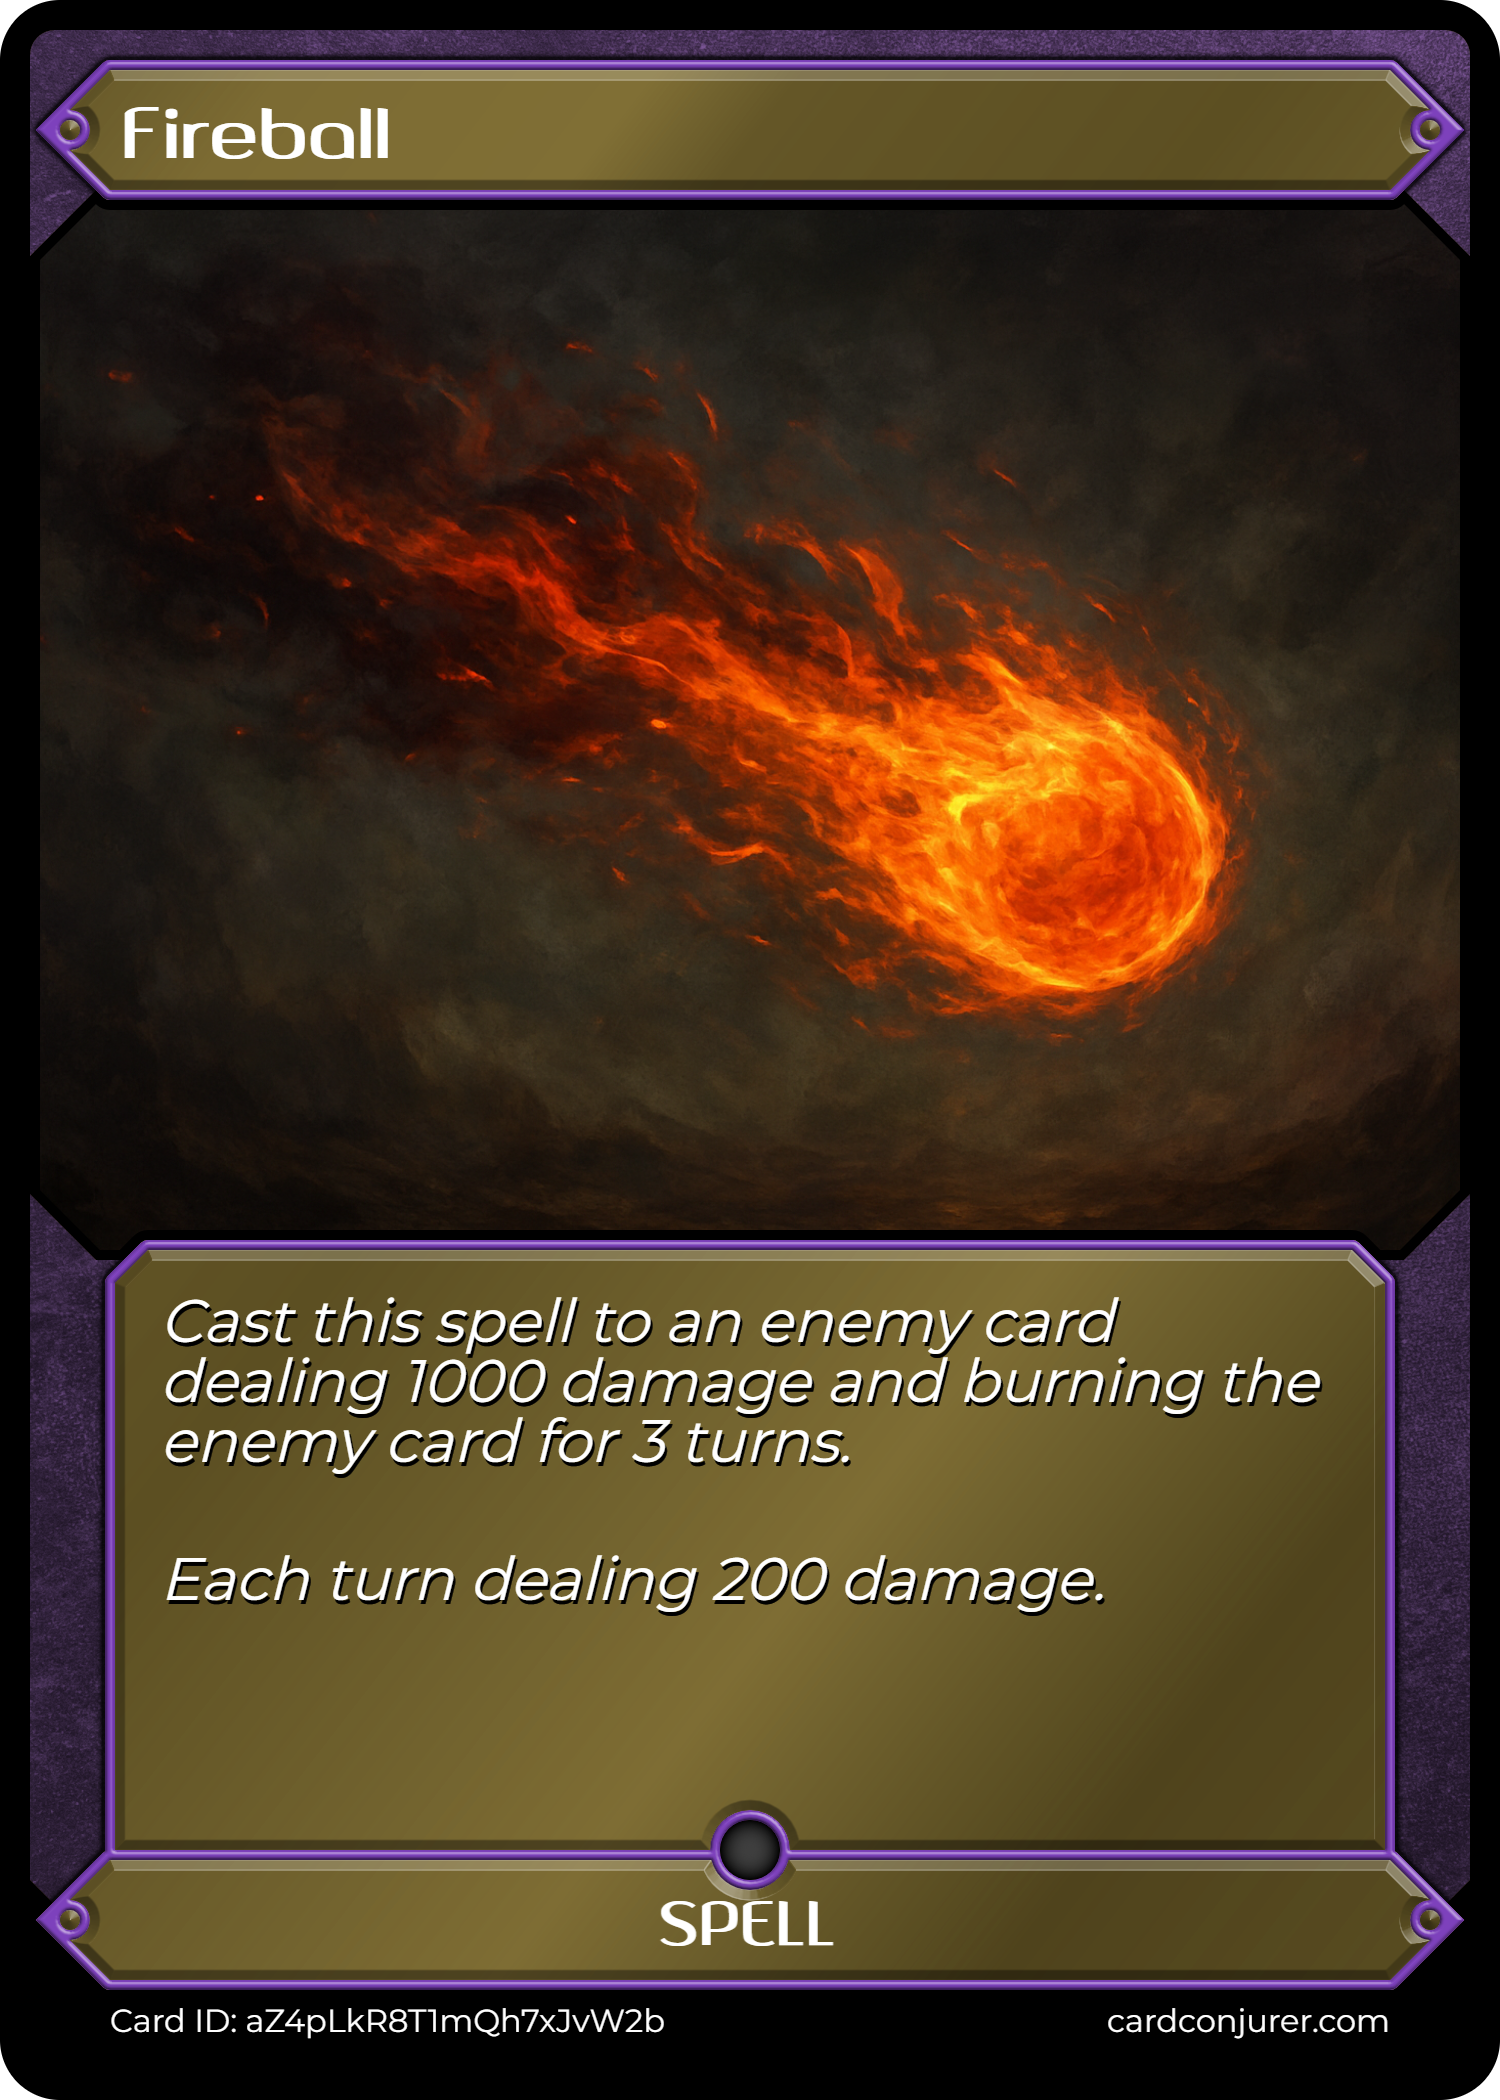 Fireball
Cast this spell to an enemy card
dealing 1000 damage and burning the
enemy card for 3 turns.
Each turn dealing 200 damage.
SPELL
Card ID: aZ4pLkR8T1mQh7xJvW2b
cardconjurer.com